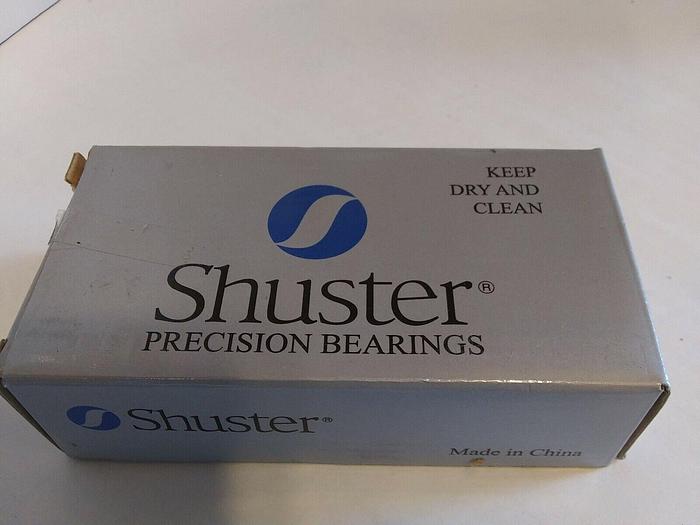 KEEP
DRY AND
CLEAN
Shuster®
PRECISION BEARINGS
Shuster®
Made in China